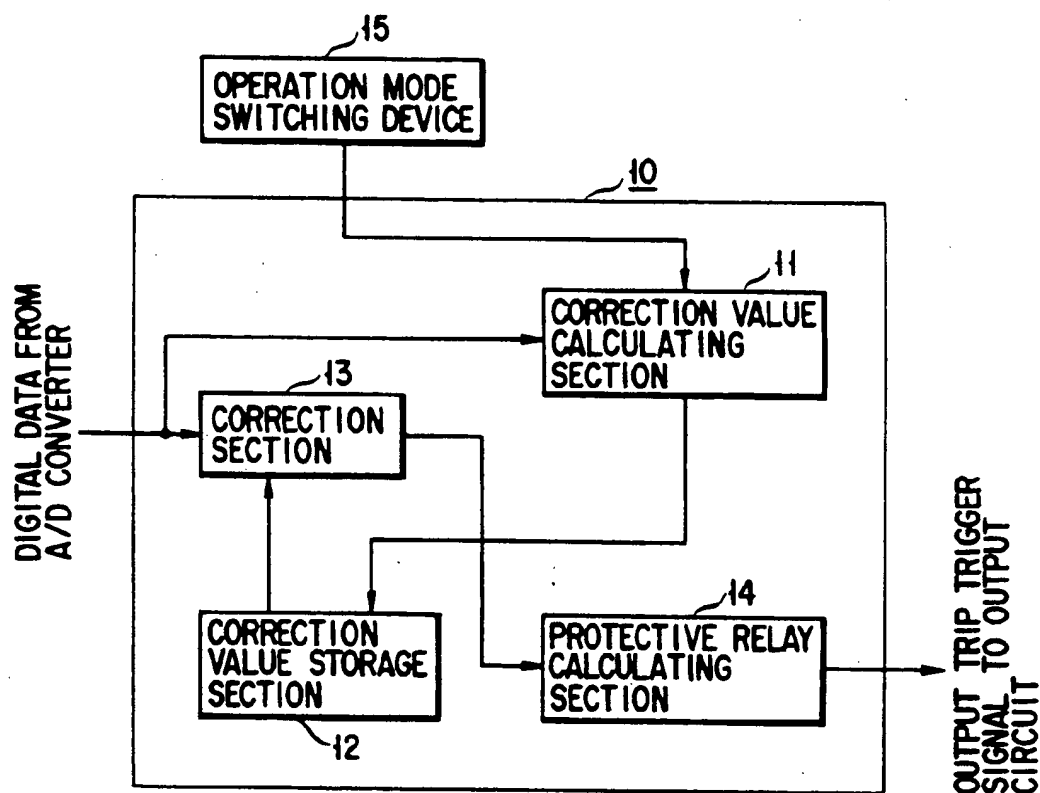 15
OPERATION MODE
SWITCHING DEVICE
10
11
CORRECTION VALUE
CALCULATING
SECTION
DIGITAL DATA FROM
A/D CONVERTER
13
CORRECTION
SECTION
CORRECTION
VALUE STORAGE
SECTION
12
14
PROTECTIVE RELAY
CALCULATING
SECTION
OUTPUT TRIP TRIGGER
SIGNAL TO OUTPUT
CIRCUIT